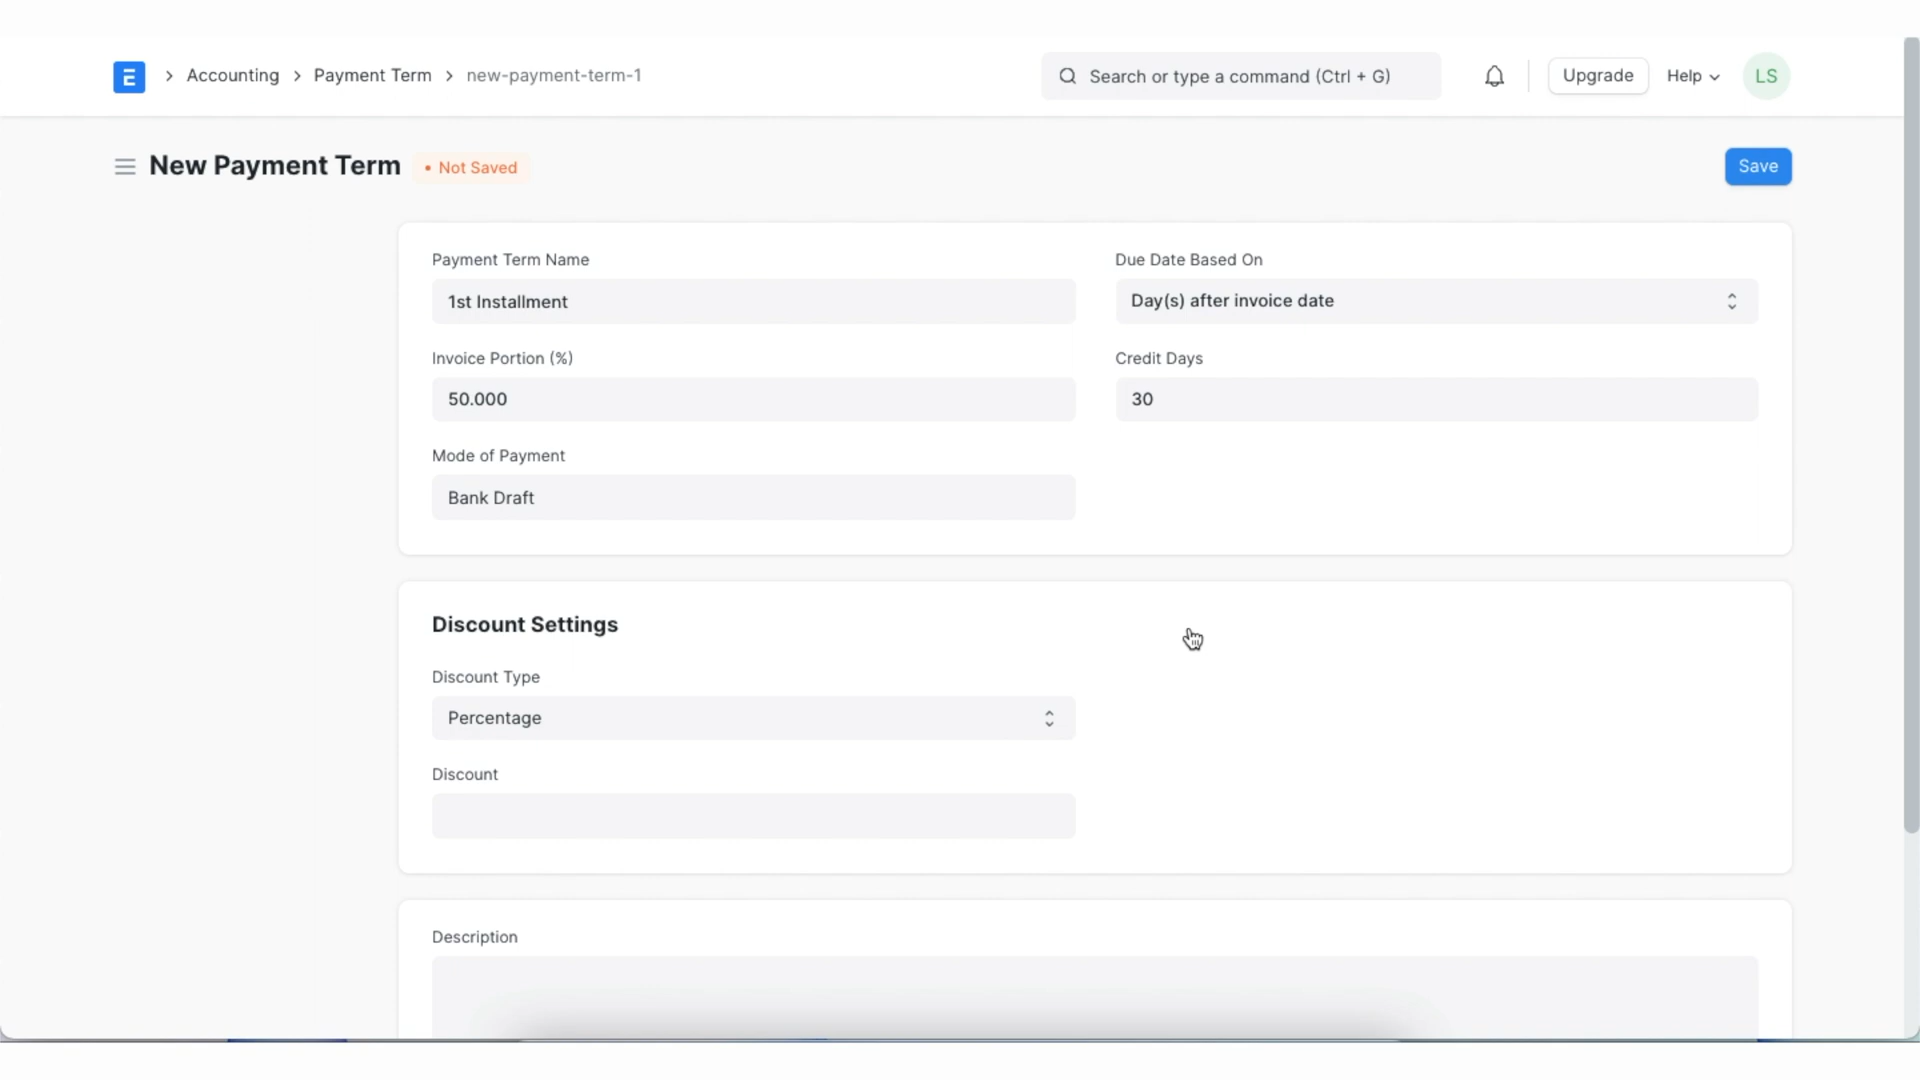 E > Accounting > Payment Term > new-payment-term-1
Search or type a command (Ctrl + G)
Upgrade
Help
LS
New Payment Term
• Not Saved
Save
Payment Term Name
1st Installment
Due Date Based On
Day(s) after invoice date
Invoice Portion (%)
50.000
Credit Days
30
Mode of Payment
Bank Draft
Discount Settings
Discount Type
Percentage
Discount
Description